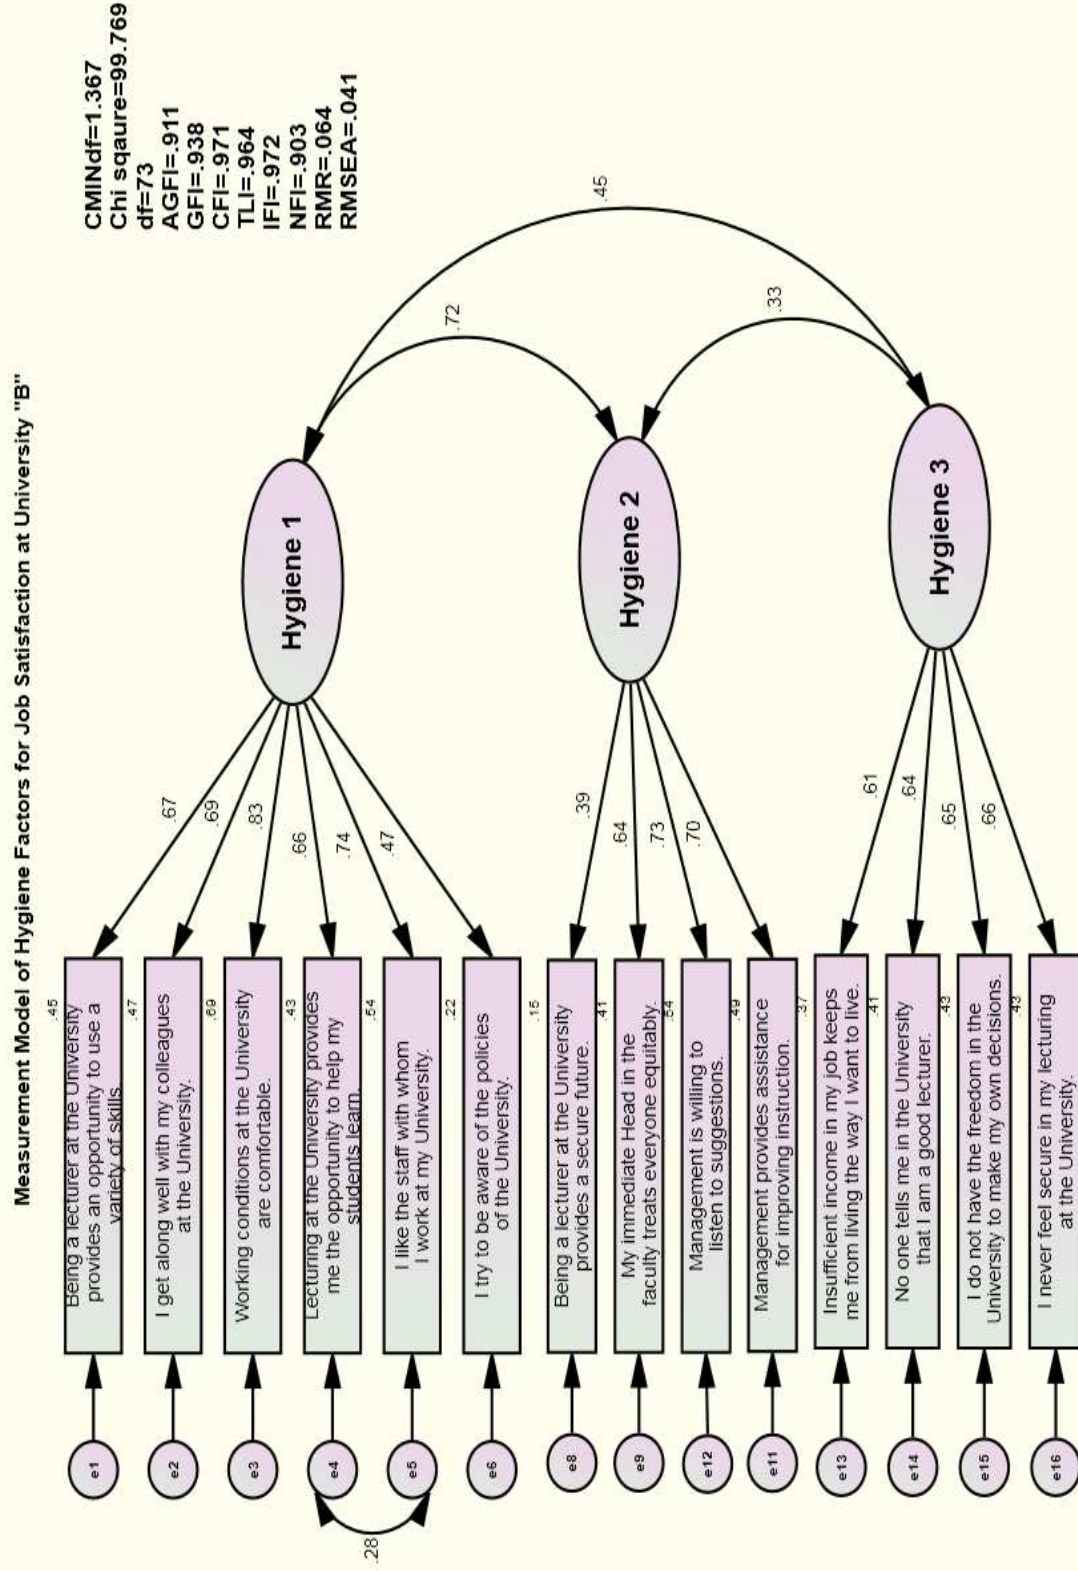 Measurement Model of Hygiene Factors for Job Satisfaction at University "B"
CMINdf=1.367
Chi sqaure=99.769
df=73
AGFI=.911
GFI=.938
CFI=.971
TLI=.964
IFI=.972
NFI=.903
RMR=.064
RMSEA=.041
e1
.45
Being a lecturer at the University
provides an opportunity to use a
variety of skills
.67
e2
.47
I get along well with my colleagues
at the University.
.69
e3
.69
Working conditions at the University
are comfortable.
.83
e4
.43
Lecturing at the University provides
me the opportunity to help my
students learn.
.66
e5
.54
I like the staff with whom
I work at my University.
.74
e6
.22
I try to be aware of the policies
of the University.
.47
.28
Hygiene 1
e8
.15
Being a lecturer at the University
provides a secure future.
.39
e9
.41
My immediate Head in the
faculty treats everyone equitably.
.64
e12
.54
Management is willing to
listen to suggestions.
.73
e11
.49
Management provides assistance
for improving instruction.
.70
Hygiene 2
e13
.37
Insufficient income in my job keeps
me from living the way I want to live.
.61
e14
.41
No one tells me in the University
that I am a good lecturer.
.64
e15
.43
I do not have the freedom in the
University to make my own decisions.
.65
e16
.43
I never feel secure in my lecturing
at the University.
.66
Hygiene 3
.72
.33
.45